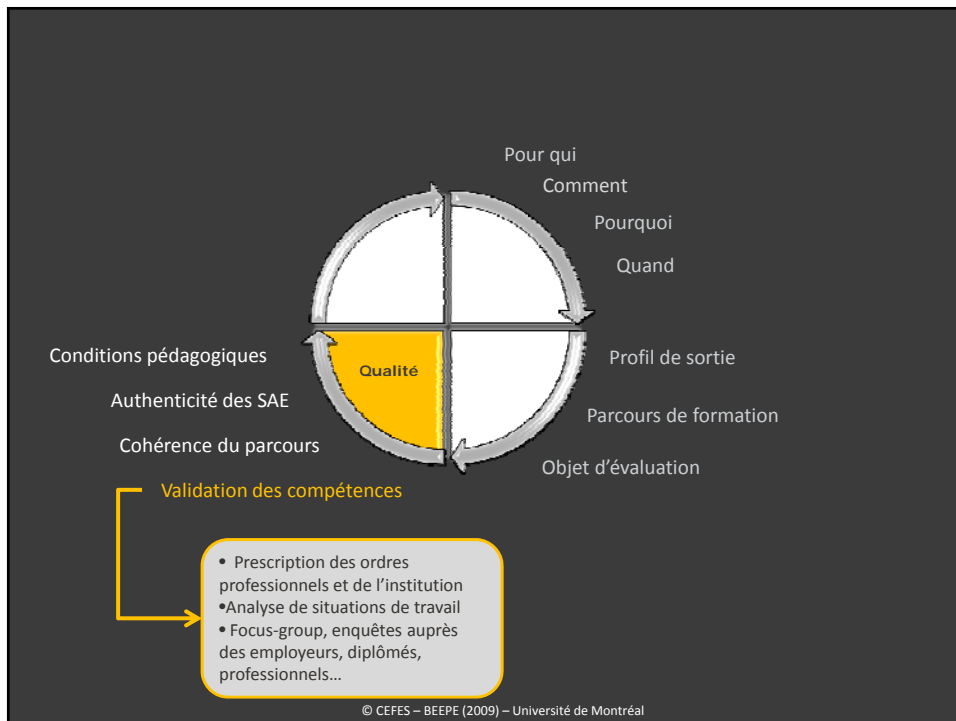 Pour qui
Comment
Pourquoi
Quand
Conditions pédagogiques
Qualité
Profil de sortie
Authenticité des SAE
Parcours de formation
Cohérence du parcours
Objet d’évaluation
Validation des compétences
• Prescription des ordres
professionnels et de l’institution
•Analyse de situations de travail
• Focus-group, enquêtes auprès
des employeurs, diplômés,
professionnels…
© CEFES – BEEPE (2009) – Université de Montréal